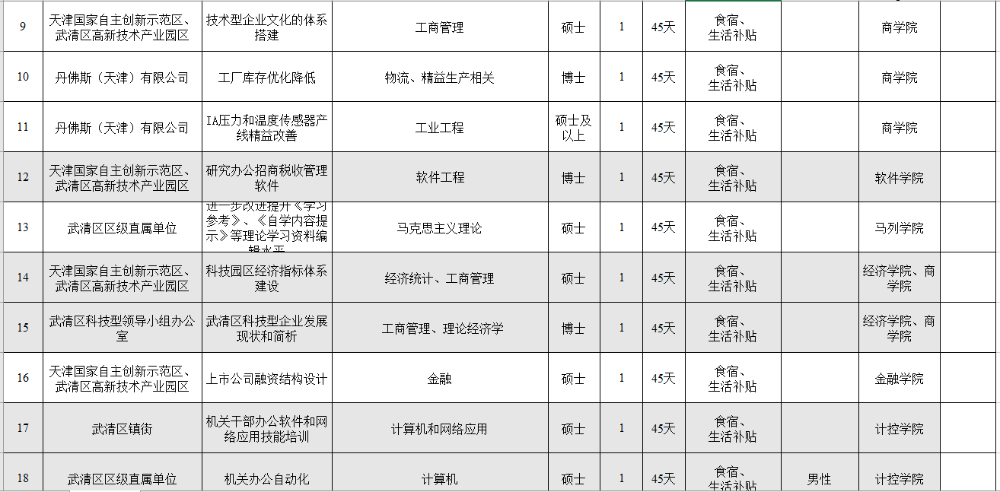 9
天津国家自主创新示范区、
武清区高新技术产业园区
技术型企业文化的体系
搭建
工商管理
硕士
1
45天
食宿、
生活补贴
商学院
10
丹佛斯（天津）有限公司
工厂库存优化降低
物流、精益生产相关
博士
1
45天
食宿、
生活补贴
商学院
11
丹佛斯（天津）有限公司
IA压力和温度传感器产
线精益改善
工业工程
硕士及
以上
1
45天
食宿、
生活补贴
商学院
12
天津国家自主创新示范区、
武清区高新技术产业园区
研究办公招商税收管理
软件
软件工程
博士
1
45天
食宿、
生活补贴
软件学院
13
武清区区级直属单位
进一步改进提升《学习
参考》、《自学内容提
示》等理论学习资料编
辑水平
马克思主义理论
硕士
1
45天
食宿、
生活补贴
马列学院
14
天津国家自主创新示范区、
武清区高新技术产业园区
科技园区经济指标体系
建设
经济统计、工商管理
硕士
1
45天
食宿、
生活补贴
经济学院、商
学院
15
武清区科技型领导小组办公
室
武清区科技型企业发展
现状和简析
工商管理、理论经济学
博士
1
45天
食宿、
生活补贴
经济学院、商
学院
16
天津国家自主创新示范区、
武清区高新技术产业园区
上市公司融资结构设计
金融
硕士
1
45天
食宿、
生活补贴
金融学院
17
武清区镇街
机关干部办公软件和网
络应用技能培训
计算机和网络应用
硕士
1
45天
食宿、
生活补贴
计控学院
18
武清区区级直属单位
机关办公自动化
计算机
硕士
1
45天
食宿、
生活补贴
男性
计控学院